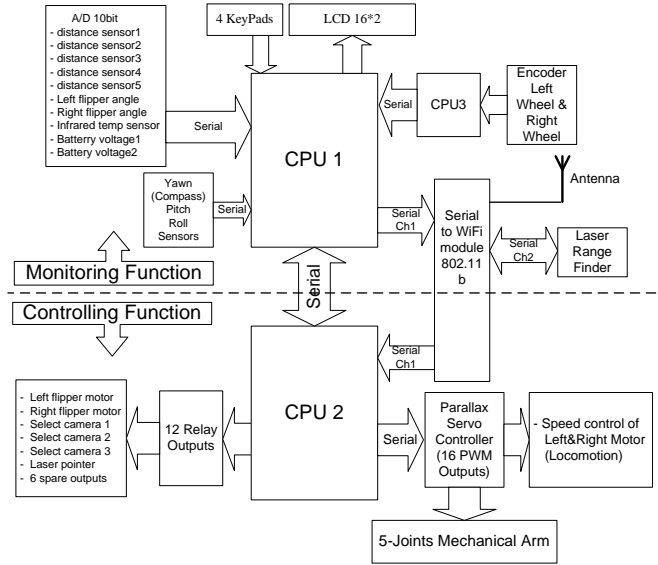 A/D 10bit
- distance sensor1
- distance sensor2
- distance sensor3
- distance sensor4
- distance sensor5
- Left flipper angle
- Right flipper angle
- Infrared temp sensor
- Batterry voltage1
- Battery voltage2
4 KeyPads
LCD 16*2
Serial
CPU 1
Serial
CPU3
Encoder
Left
Wheel &
Right
Wheel
Antenna
Yawn
(Compass)
Pitch
Roll
Sensors
Serial
Serial
Ch1
Serial
to WiFi
module
802.11
b
Serial
Ch2
Laser
Range
Finder
Monitoring Function
Serial
Controlling Function
Serial
Ch1
CPU 2
- Left flipper motor
- Right flipper motor
- Select camera 1
- Select camera 2
- Select camera 3
- Laser pointer
- 6 spare outputs
12 Relay
Outputs
Serial
Parallax
Servo
Controller
(16 PWM
Outputs)
- Speed control of
Left&Right Motor
(Locomotion)
5-Joints Mechanical Arm